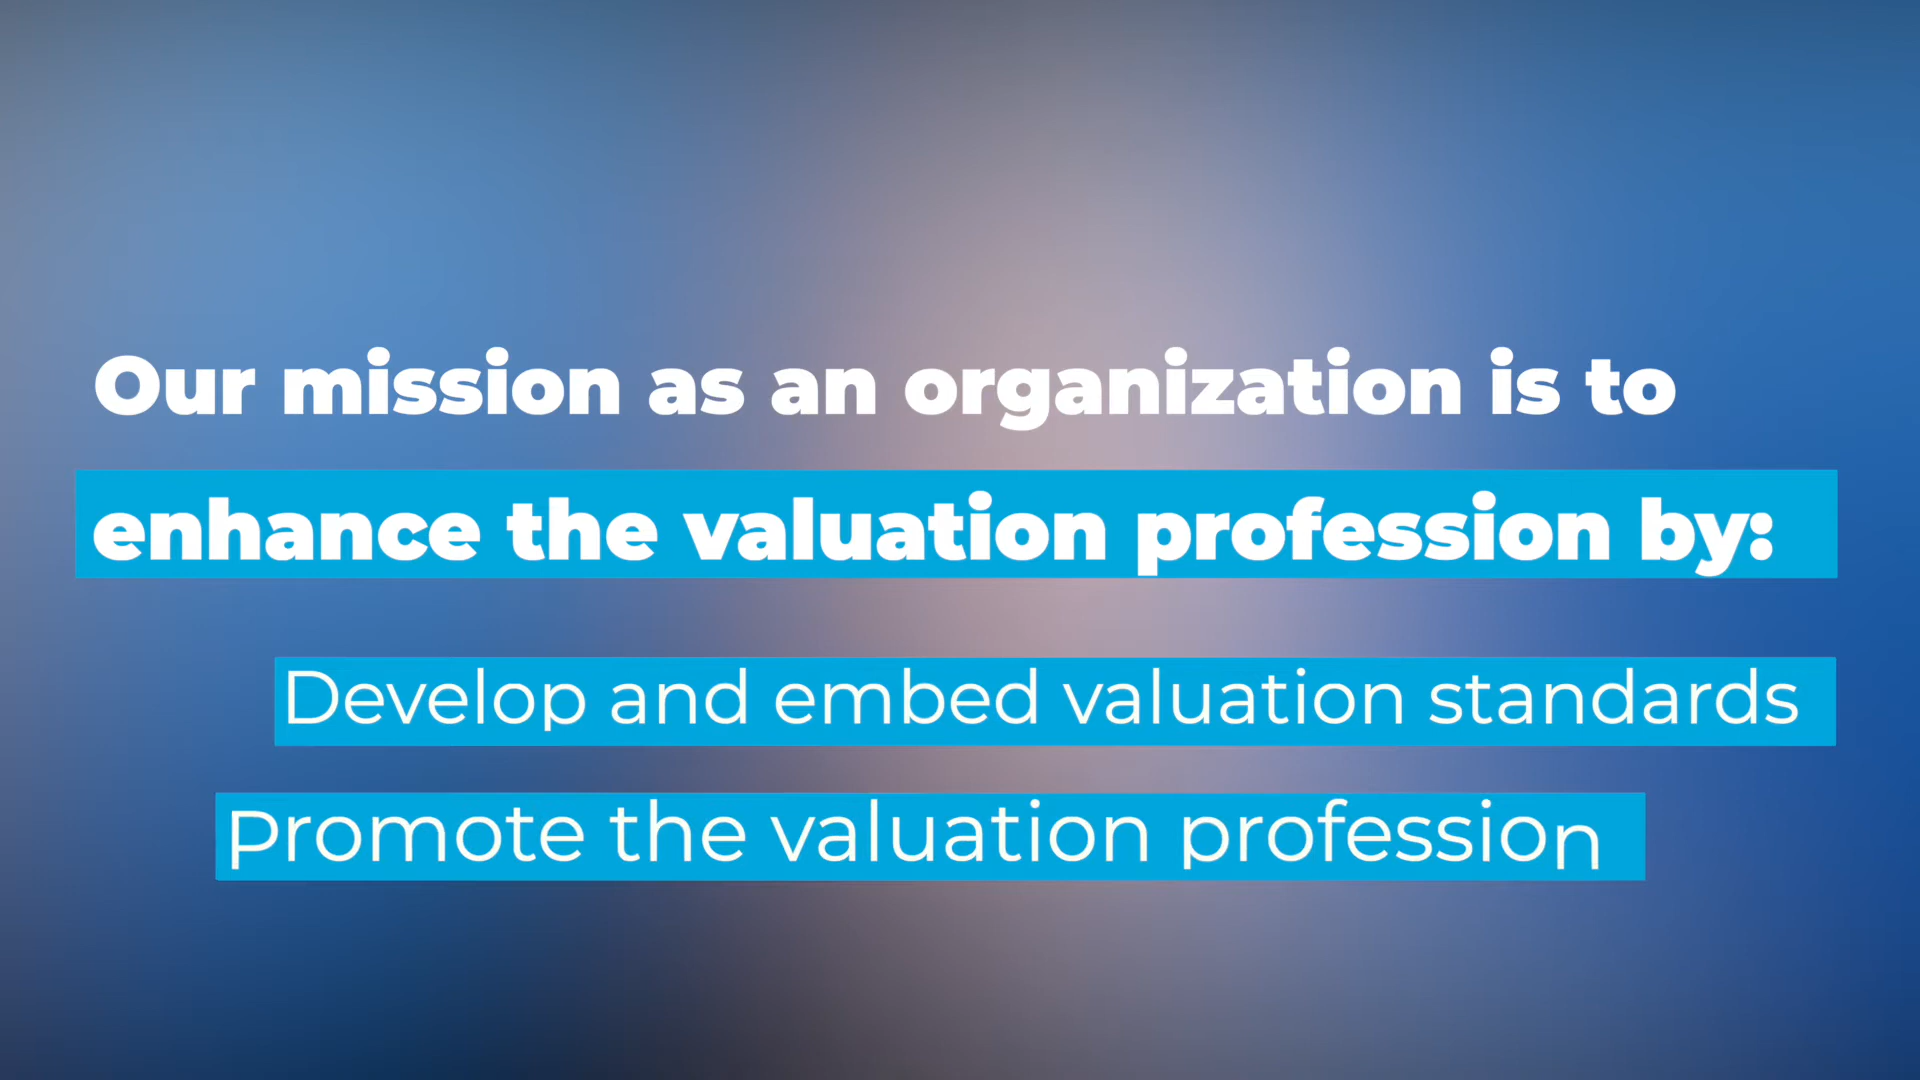 Our mission as an organization is to
enhance the valuation profession by:
Develop and embed valuation standards
Promote the valuation profession